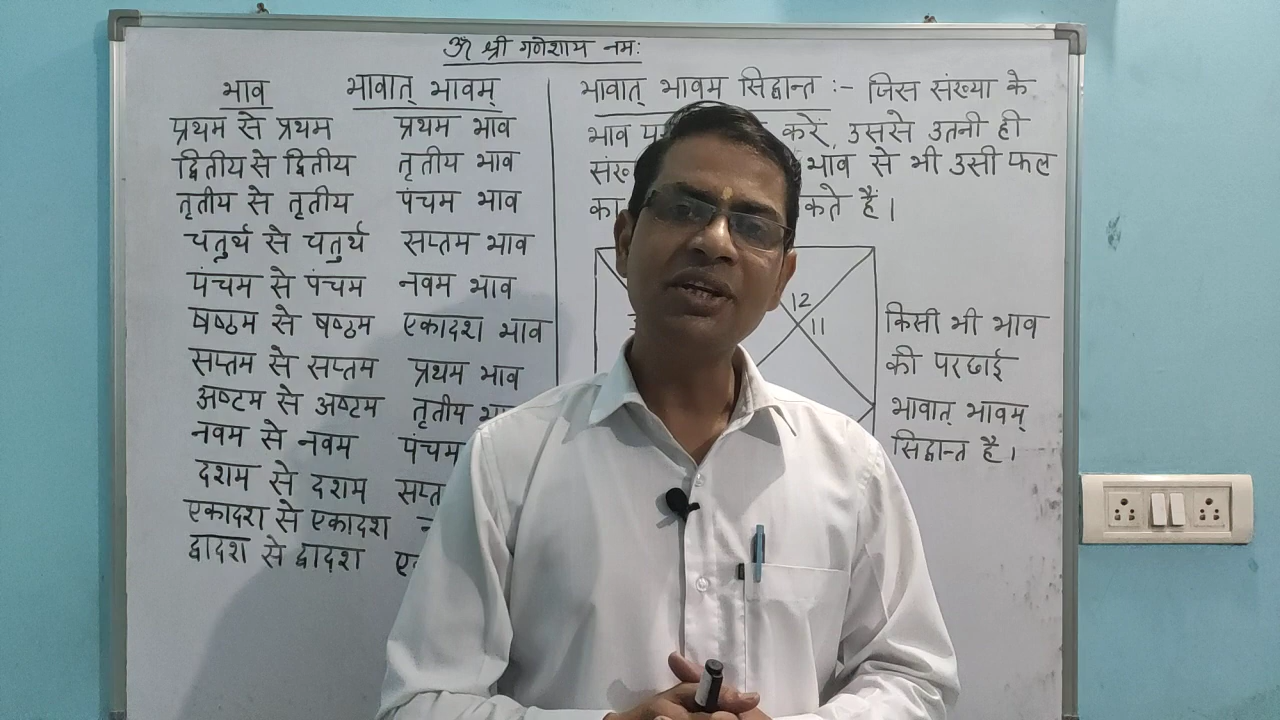 ॐ श्री गणेशाय नमः
भाव भावात् भावम्
प्रथम से प्रथम प्रथम भाव
द्वितीय से द्वितीय तृतीय भाव
तृतीय से तृतीय पंचम भाव
चतुर्थ से चतुर्थ सप्तम भाव
पंचम से पंचम नवम भाव
षष्ठम से षष्ठम एकादश भाव
सप्तम से सप्तम प्रथम भाव
अष्टम से अष्टम तृतीय
नवम से नवम पंचम
दशम से दशम
एकादश से एकादश
द्वादश से द्वादश
भावात् भावम सिद्वान्त :- जिस संख्या के
भाव करें, उससे उतनी ही
भाव से भी उसी फल
का हैं।
12
11
किसी भी भाव
की परछाई
भावात् भावम्
सिद्वान्त है।